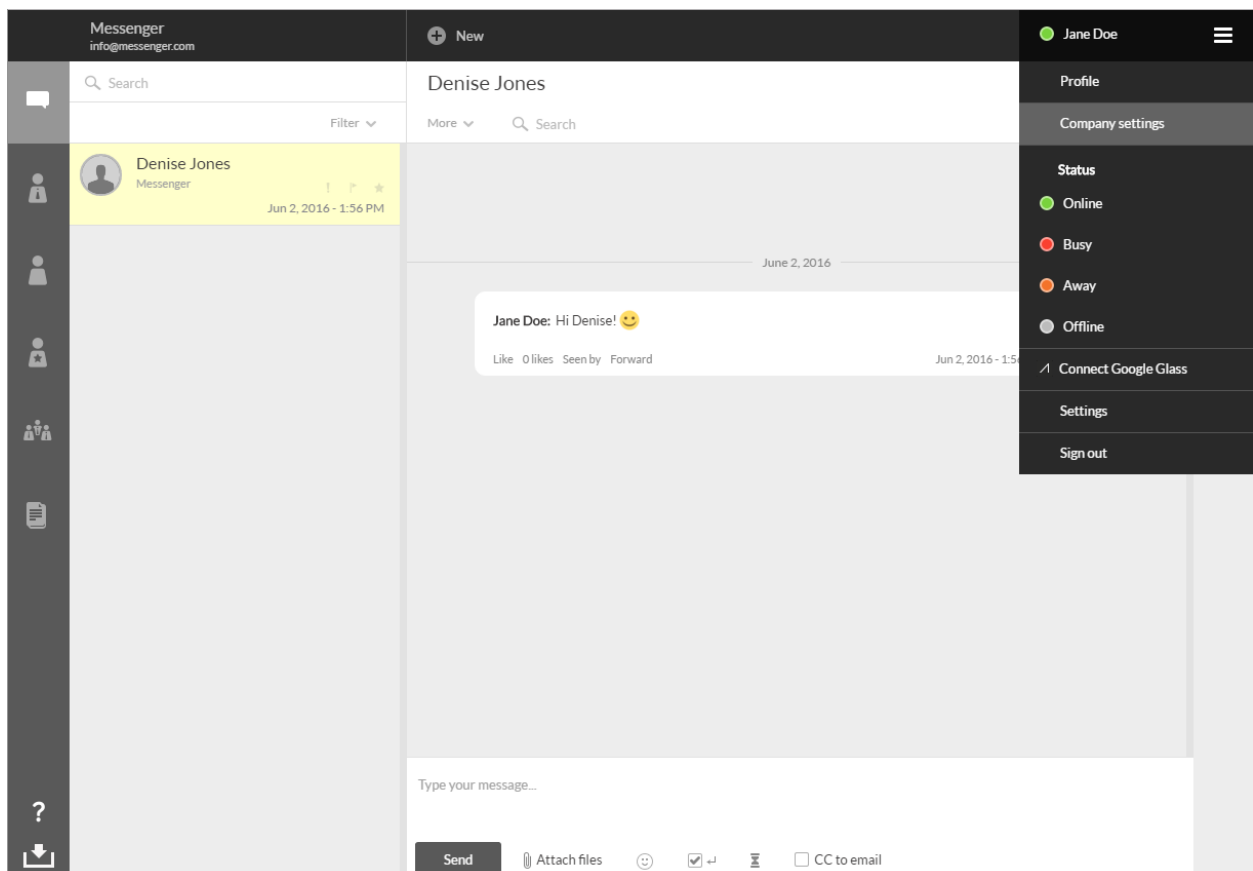 Messenger
info@messenger.com
New
Jane Doe
Search
Filter
Denise Jones
Messenger
Jun 2, 2016 - 1:56 PM
Denise Jones
More
Search
June 2, 2016
Jane Doe: Hi Denise!
Like 0 likes Seen by Forward
Jun 2, 2016 -
Profile
Company settings
Status
Online
Busy
Away
Offline
Connect Google Glass
Settings
Sign out
?
Type your message...
Send Attach files CC to email